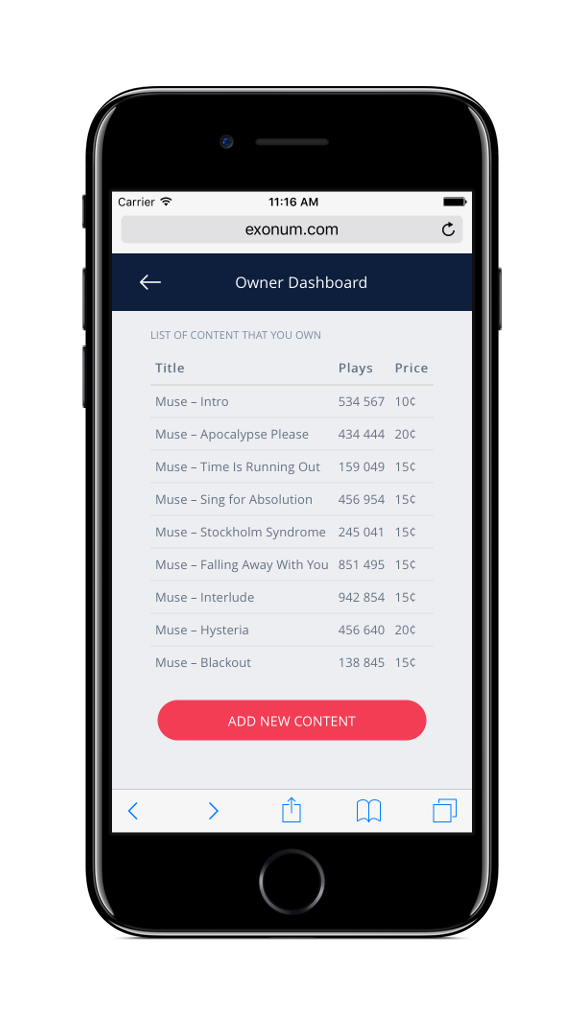 Carrier 11:16 AM
exonum.com
Owner Dashboard
LIST OF CONTENT THAT YOU OWN
Title Plays Price
Muse – Intro 534 567 10¢
Muse – Apocalypse Please 434 444 20¢
Muse – Time Is Running Out 159 049 15¢
Muse – Sing for Absolution 456 954 15¢
Muse – Stockholm Syndrome 245 041 15¢
Muse – Falling Away With You 851 495 15¢
Muse – Interlude 942 854 15¢
Muse – Hysteria 456 640 20¢
Muse – Blackout 138 845 15¢
ADD NEW CONTENT